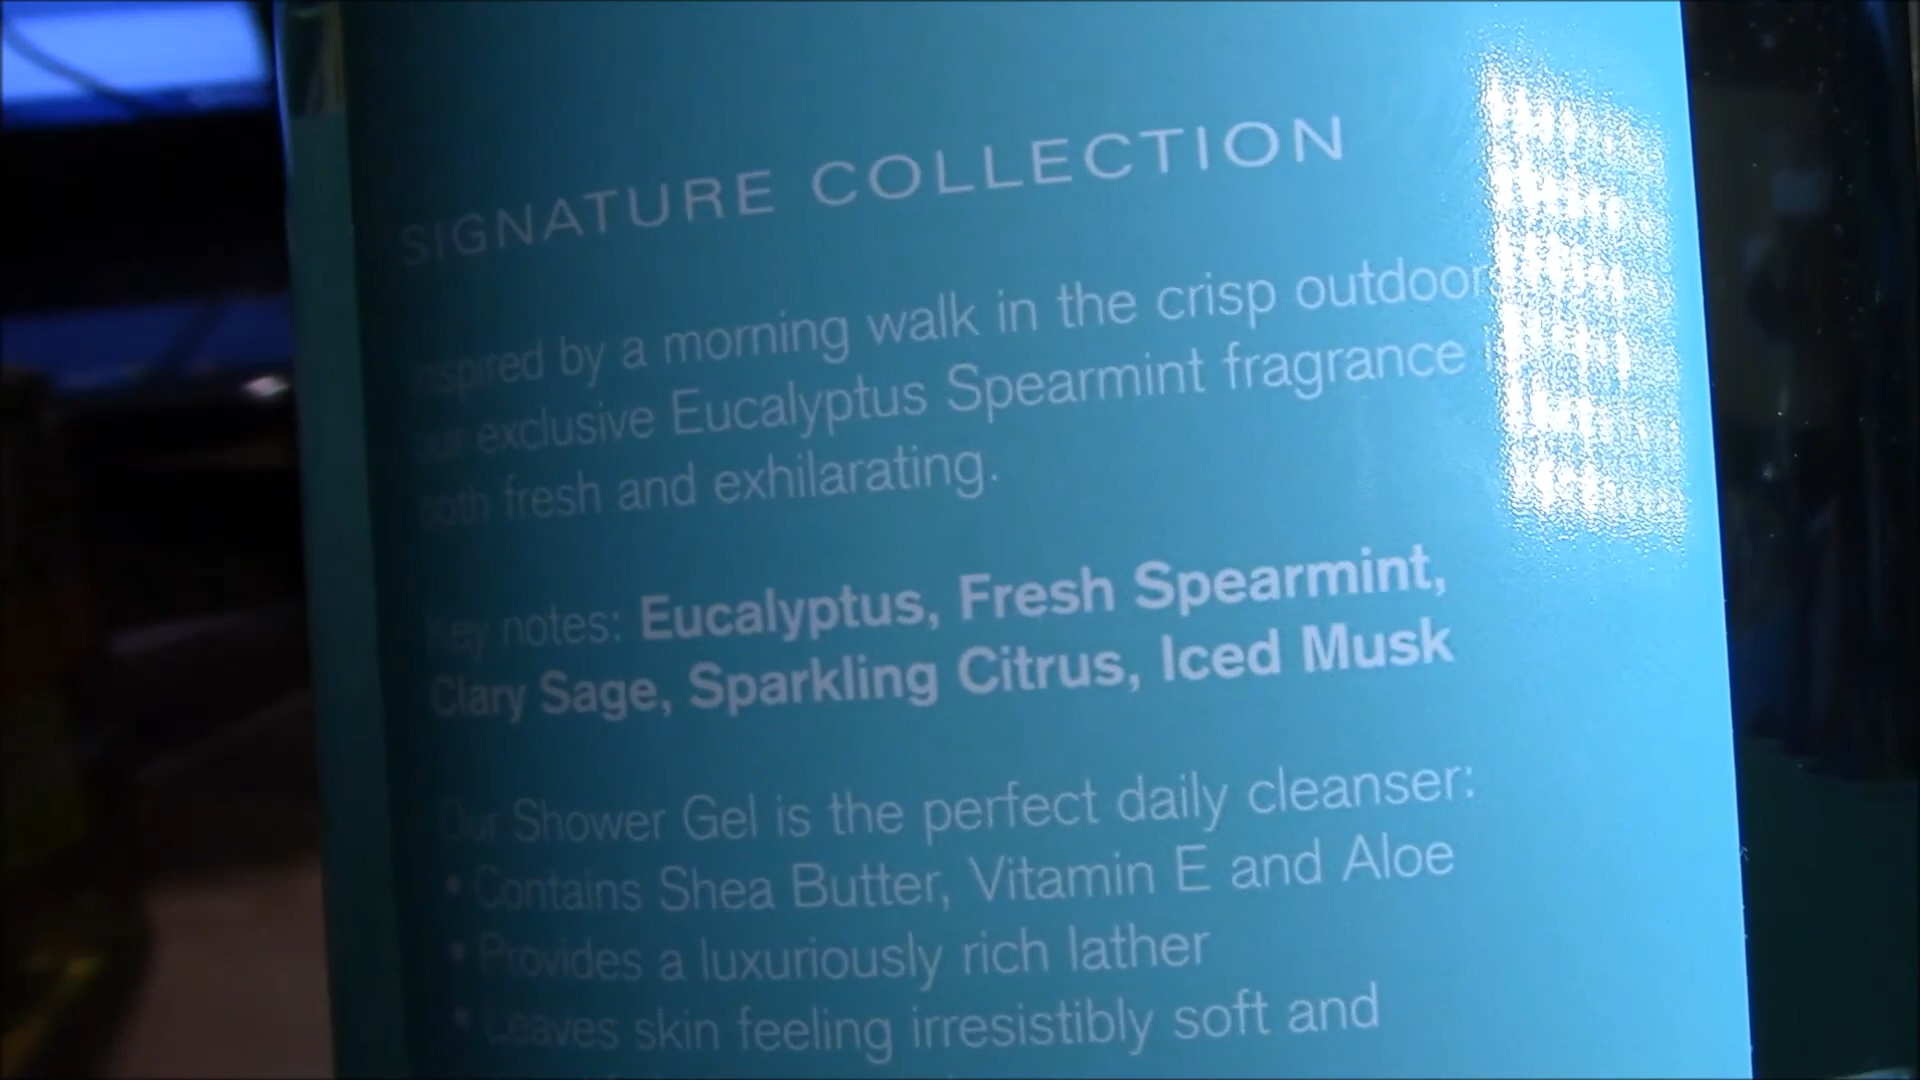 SIGNATURE COLLECTION
Inspired by a morning walk in the crisp outdoor
our exclusive Eucalyptus Spearmint fragrance
both fresh and exhilarating.
Key notes: Eucalyptus, Fresh Spearmint,
Clary Sage, Sparkling Citrus, Iced Musk
Our Shower Gel is the perfect daily cleanser:
• Contains Shea Butter, Vitamin E and Aloe
• Provides a luxuriously rich lather
• Leaves skin feeling irresistibly soft and